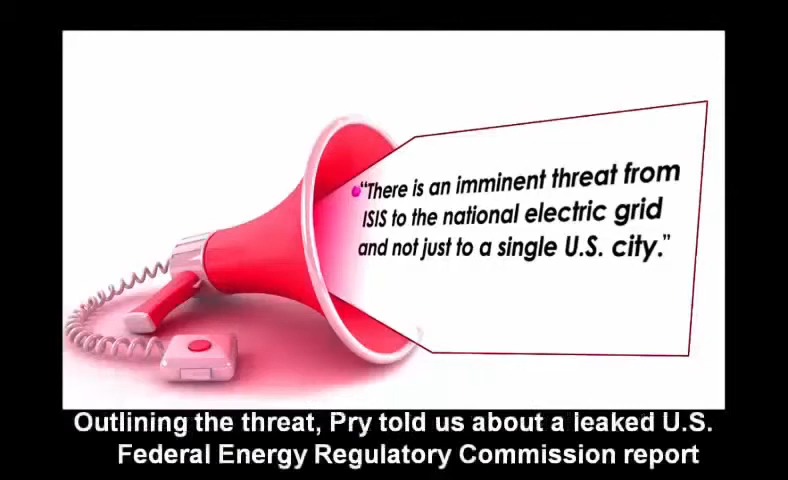 “There is an imminent threat from
ISIS to the national electric grid
and not just to a single U.S. city.”
Outlining the threat, Pry told us about a leaked U.S.
Federal Energy Regulatory Commission report